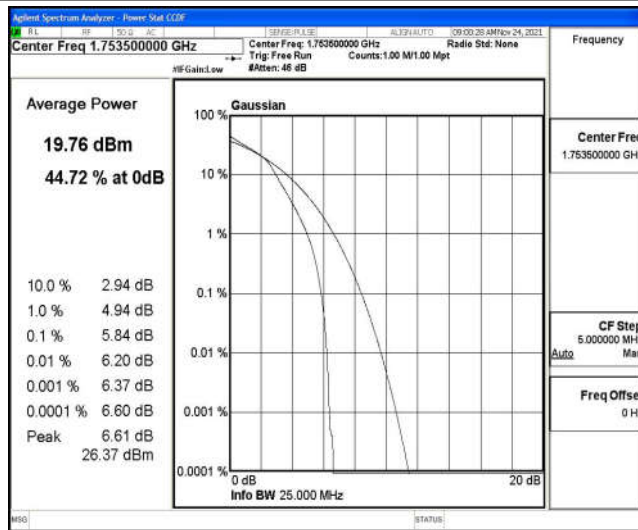 Agilent Spectrum Analyzer - Power Stat CCDF
RL RF 50 Ω AC SENSE:PULSE ALIGN AUTO 09:00:28 AM Nov 24, 2021
Center Freq 1.753500000 GHz
Center Freq: 1.753500000 GHz Radio Std: None
Trig: Free Run Counts:1.00 M/1.00 Mpt
#IFGain:Low #Atten: 46 dB
Frequency
Average Power
19.76 dBm
44.72 % at 0dB
10.0 % 2.94 dB
1.0 % 4.94 dB
0.1 % 5.84 dB
0.01 % 6.20 dB
0.001 % 6.37 dB
0.0001 % 6.60 dB
Peak 6.61 dB
26.37 dBm
Gaussian
100 %
10 %
1 %
0.1 %
0.01 %
0.001 %
0.0001 %
0 dB 20 dB
Info BW 25.000 MHz
Center Fre
1.753500000 GH
CF Step
5.000000 MH
Auto Ma
Freq Offse
0 H
MSG STATUS